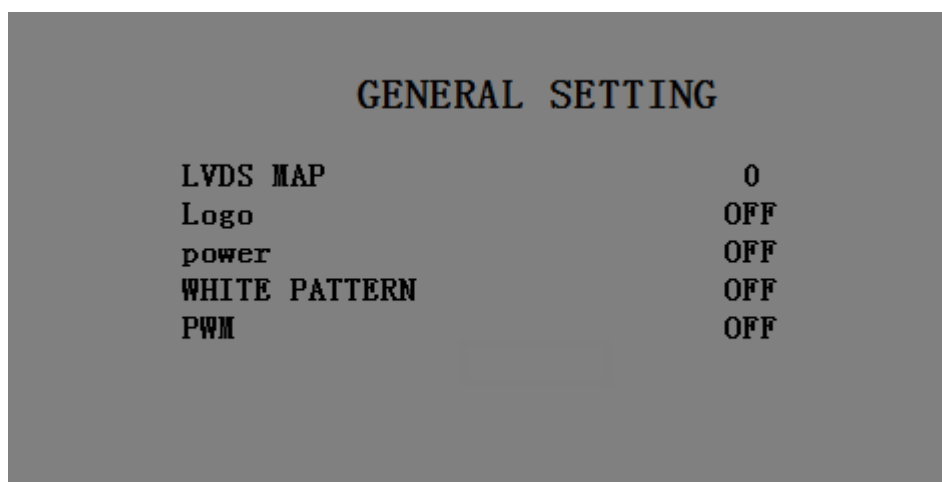 GENERAL SETTING
LVDS MAP 0
Logo OFF
power OFF
WHITE PATTERN OFF
PWM OFF